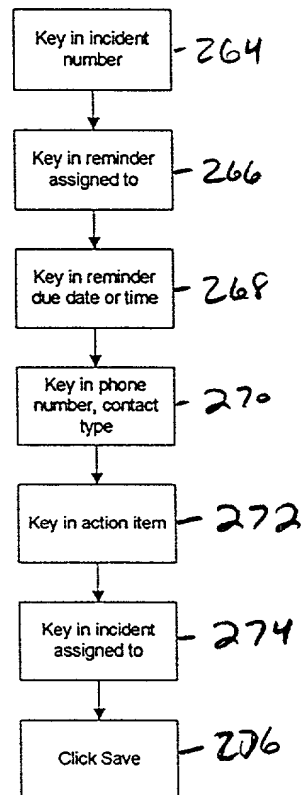 Key in incident
number
264
Key in reminder
assigned to
266
Key in reminder
due date or time
268
Key in phone
number, contact
type
270
Key in action item
272
Key in incident
assigned to
274
Click Save
276